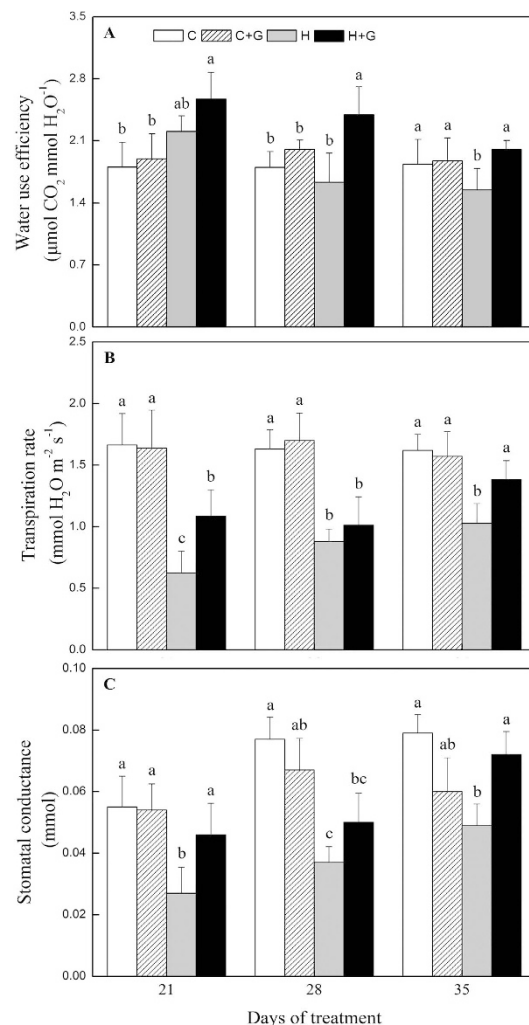 A
C C+G H H+G
Water use efficiency
(μmol CO₂ mmol H₂O⁻¹)
3.5
2.8
2.1
1.4
0.7
0.0
b b ab a
b b b a
a a b a
B
Transpiration rate
(mmol H₂O m⁻² s⁻¹)
2.5
2.0
1.5
1.0
0.5
0.0
a a c b
a a b b
a a b a
C
Stomatal conductance
(mmol)
0.10
0.08
0.06
0.04
0.02
0.00
a a b a
a ab c bc
a ab b a
21 28 35
Days of treatment